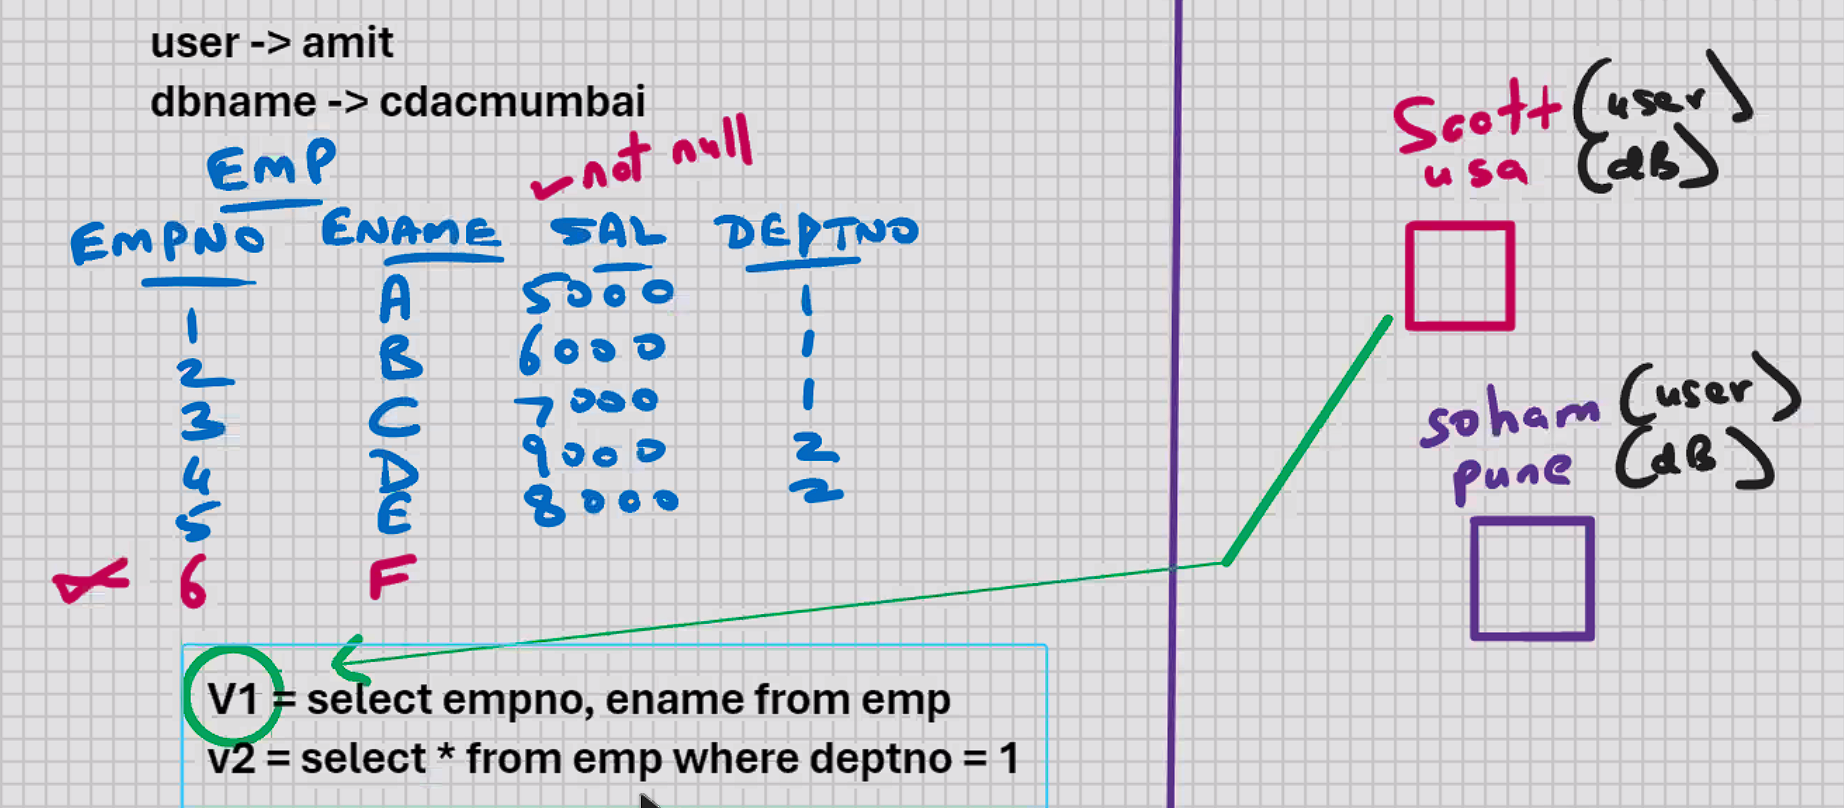 user -> amit
dbname -> cdacmumbai
EMP
not null
EMPNO ENAME SAL DEPTNO
1 A 5000 1
2 B 6000 1
3 C 7000 1
4 D 9000 2
5 E 8000 2
6 F
V1 = select empno, ename from emp
v2 = select * from emp where deptno = 1
Scott (user)
usa (dB)
soham (user)
pune (dB)